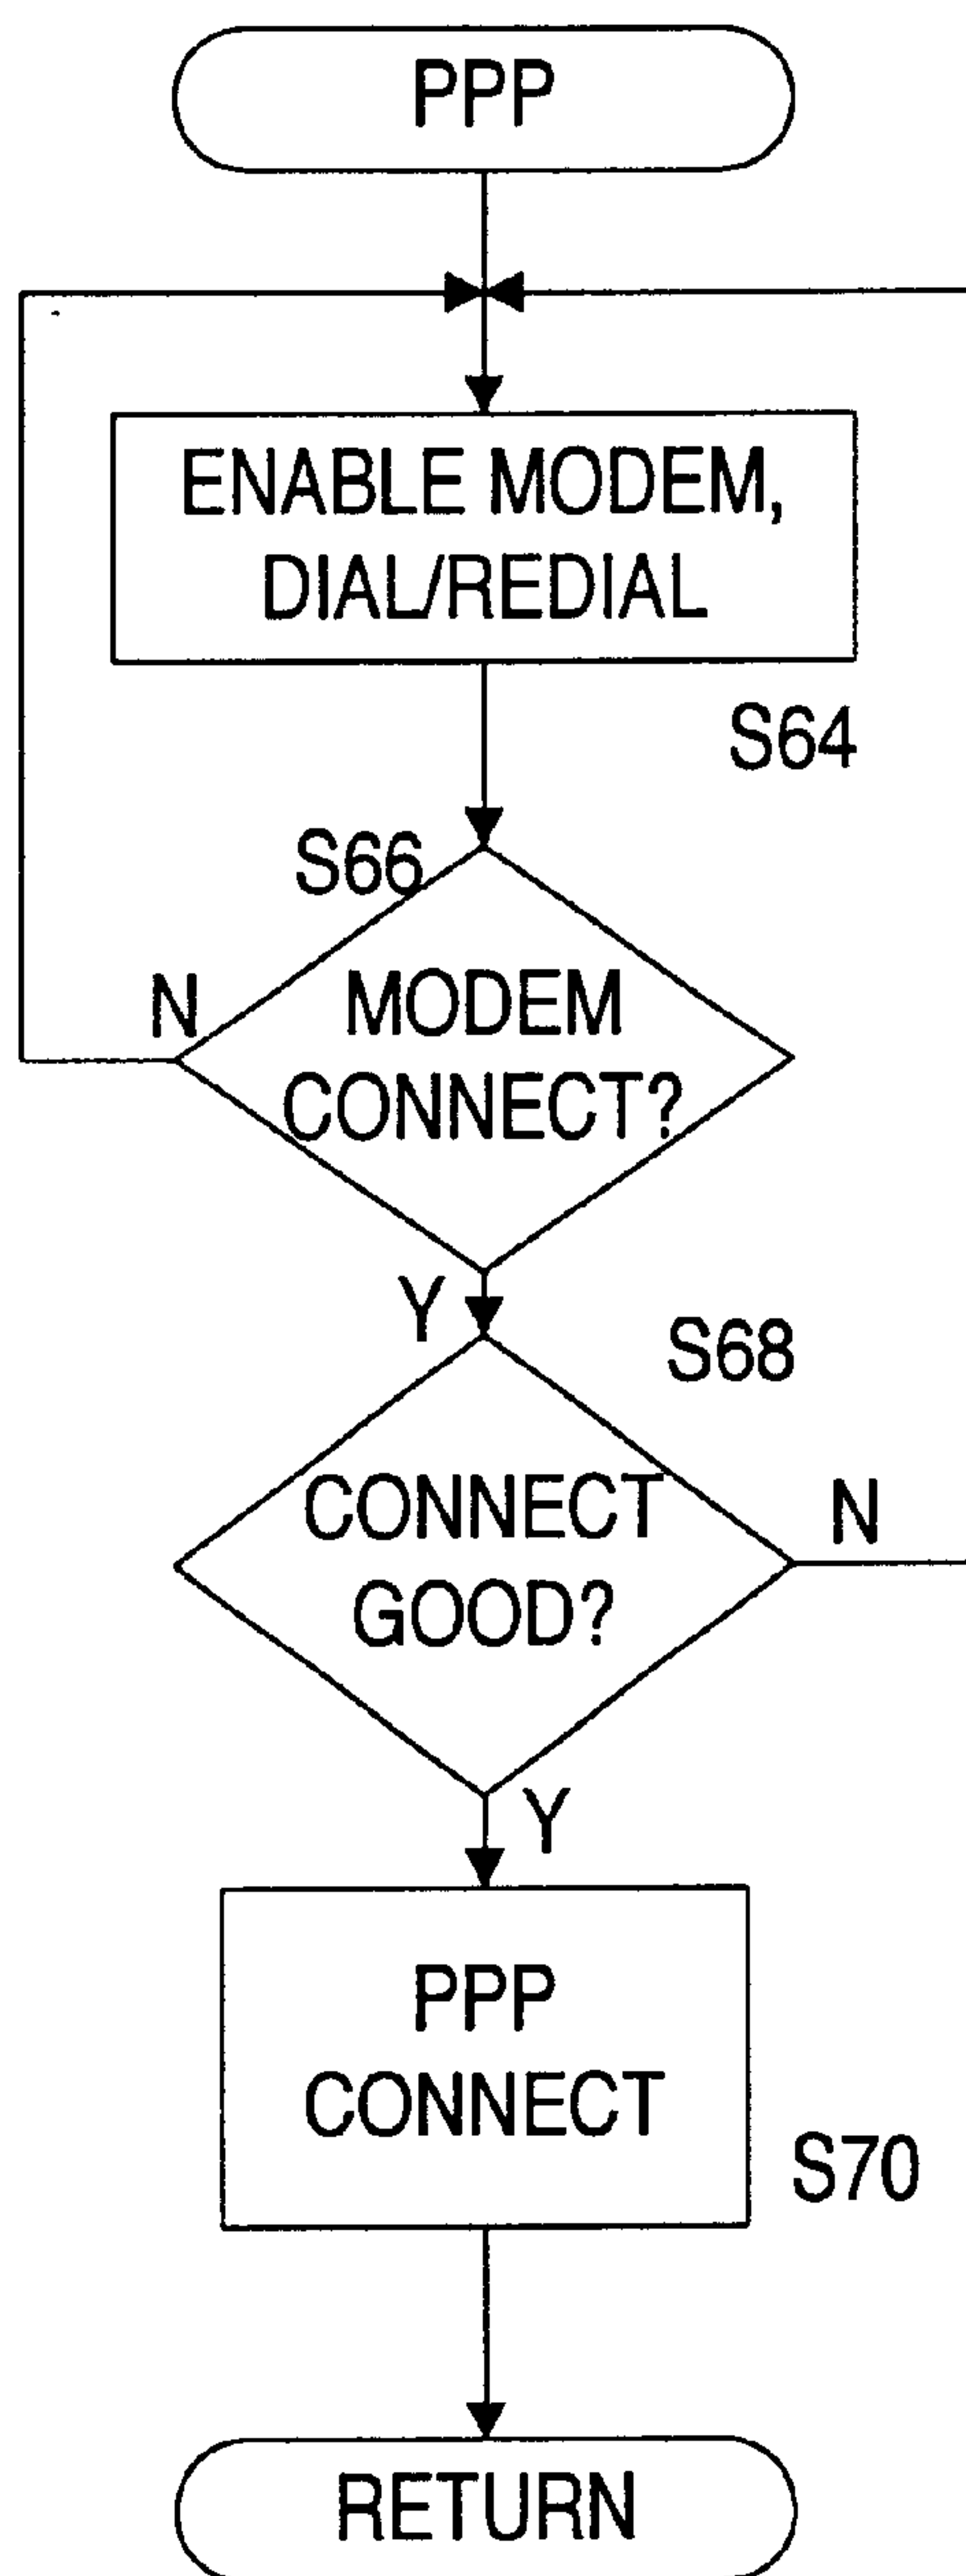 PPP
ENABLE MODEM,
DIAL/REDIAL
S64
S66
N
MODEM
CONNECT?
Y
S68
CONNECT
GOOD?
N
Y
PPP
CONNECT
S70
RETURN